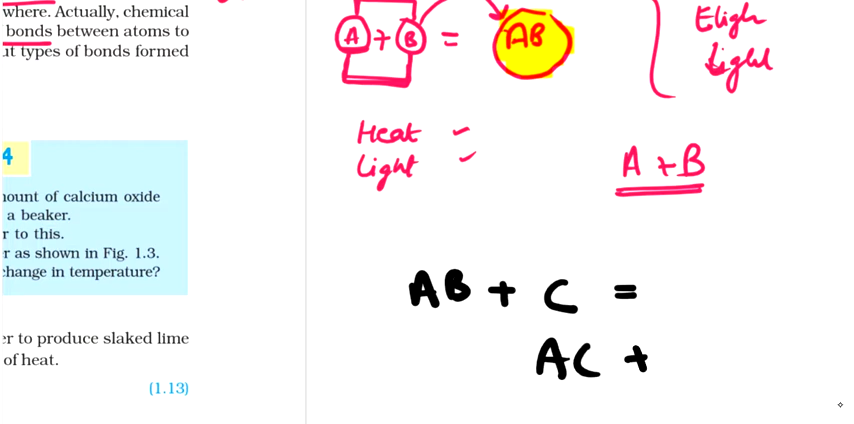 where. Actually, chemical
bonds between atoms to
ut types of bonds formed
4
nount of calcium oxide
a beaker.
r to this.
r as shown in Fig. 1.3.
change in temperature?
er to produce slaked lime
of heat.
(1.13)
A + B = AB
Heat
Light
Light
A + B
AB + C =
AC +